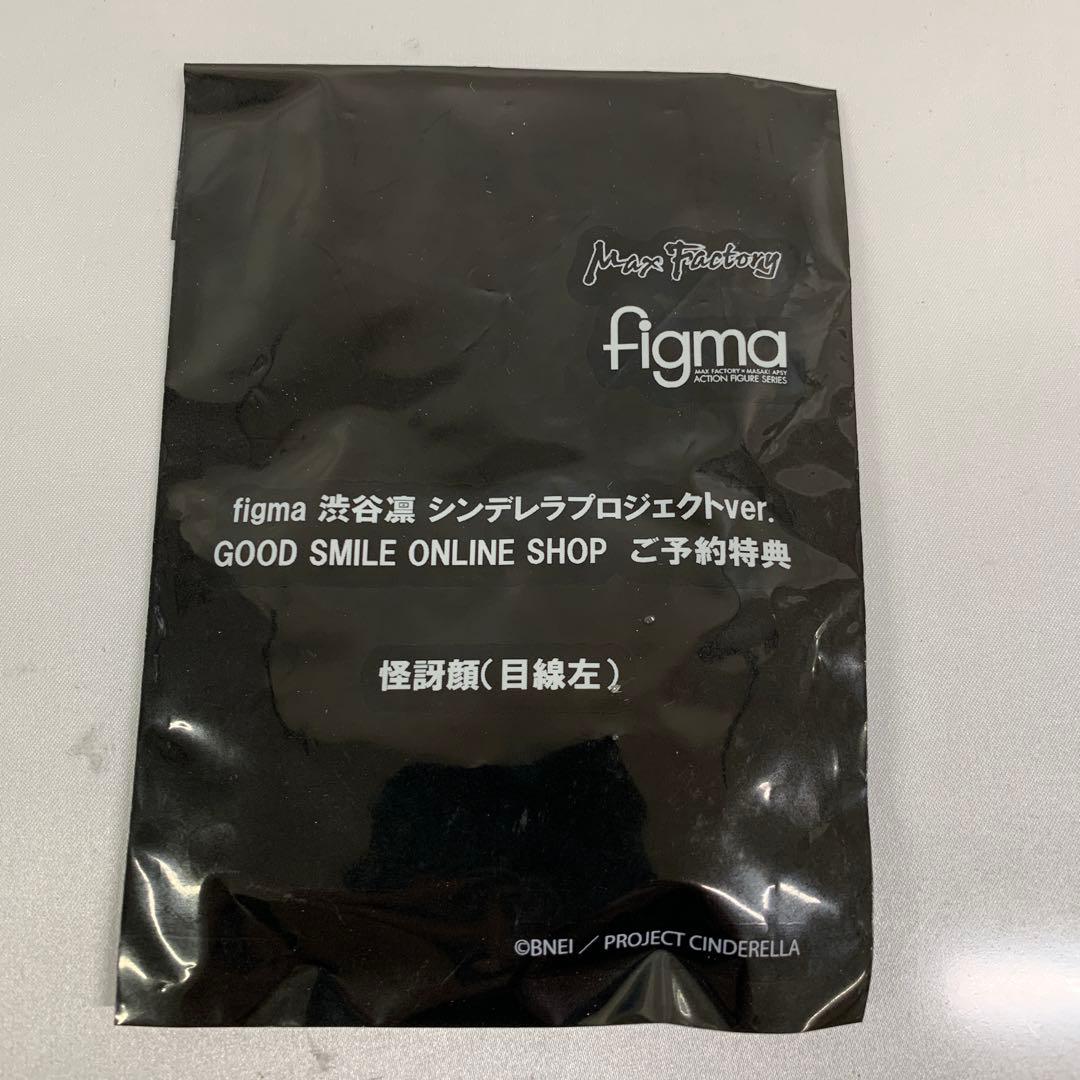 Max Factory
figma
MAX FACTORY × MASAKI APSY
ACTION FIGURE SERIES
figma 渋谷凛 シンデレラプロジェクトver.
GOOD SMILE ONLINE SHOP ご予約特典
怪訝顔(目線左)
©BNEI / PROJECT CINDERELLA